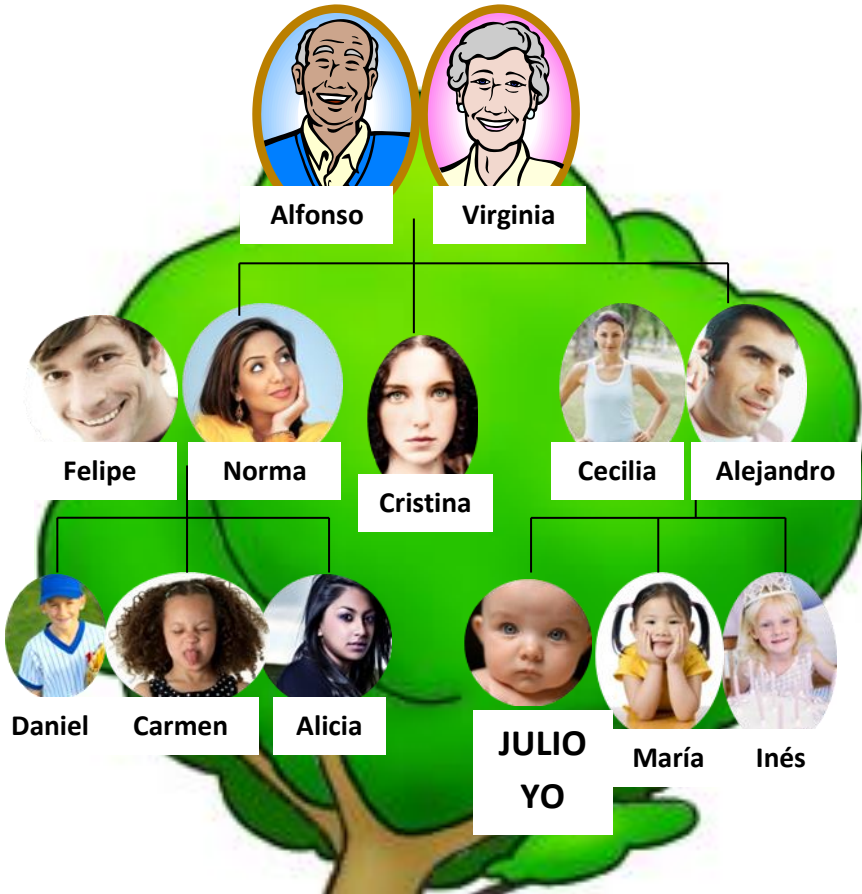 Alfonso
Virginia
Felipe
Norma
Cristina
Cecilia
Alejandro
Daniel
Carmen
Alicia
JULIO
YO
María
Inés